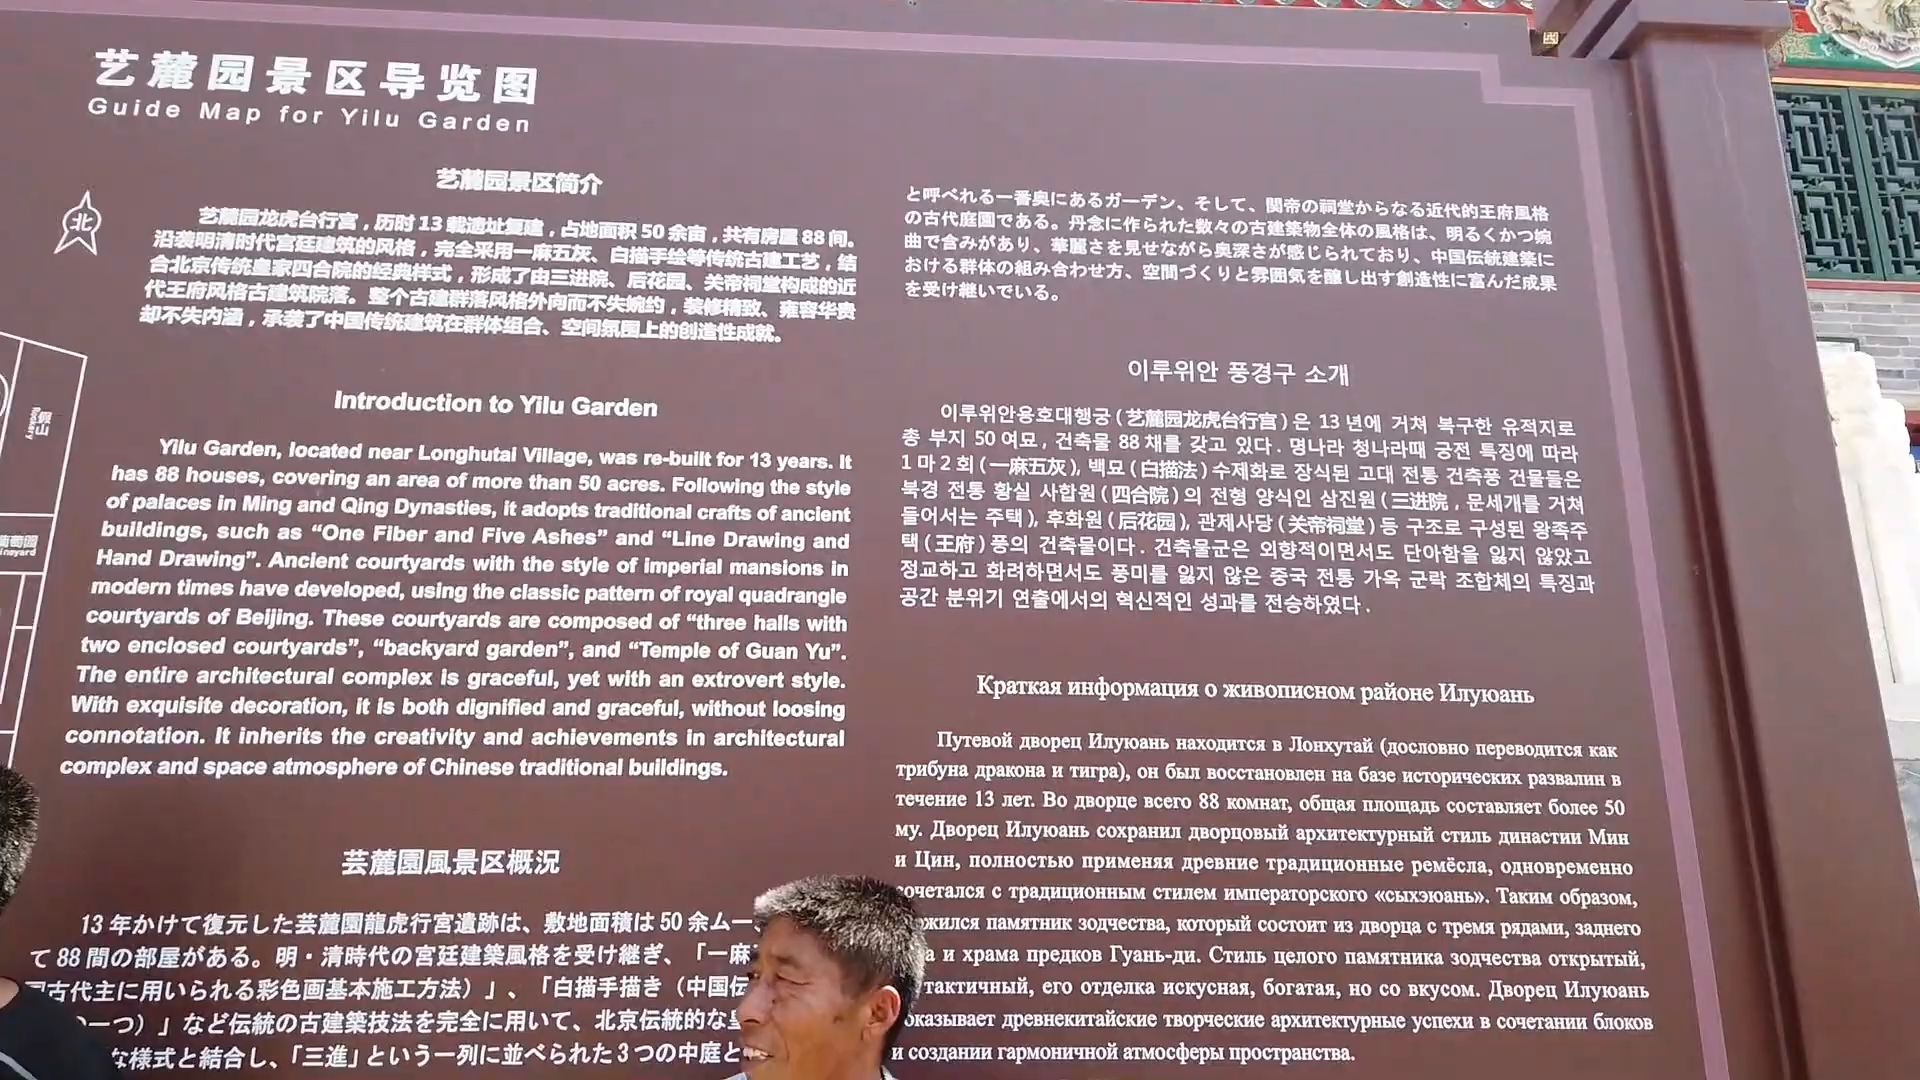 艺麓园景区导览图
Guide Map for Yilu Garden
北
艺麓园景区简介
艺麓园龙虎台行宫，历时13载遗址复建，占地面积50余亩，共有房屋88间。
沿袭明清时代宫廷建筑的风格，完全采用一麻五灰、白描手绘等传统古建工艺，结
合北京传统皇家四合院的经典样式，形成了由三进院、后花园、关帝祠堂构成的近
代王府风格古建筑院落。整个古建群落风格外向而不失婉约，装修精致、雍容华贵
却不失内涵，承袭了中国传统建筑在群体组合、空间氛围上的创造性成就。
Introduction to Yilu Garden
Yilu Garden, located near Longhutai Village, was re-built for 13 years. It
has 88 houses, covering an area of more than 50 acres. Following the style
of palaces in Ming and Qing Dynasties, it adopts traditional crafts of ancient
buildings, such as “One Fiber and Five Ashes” and “Line Drawing and
Hand Drawing”. Ancient courtyards with the style of imperial mansions in
modern times have developed, using the classic pattern of royal quadrangle
courtyards of Beijing. These courtyards are composed of “three halls with
two enclosed courtyards”, “backyard garden”, and “Temple of Guan Yu”.
The entire architectural complex is graceful, yet with an extrovert style.
With exquisite decoration, it is both dignified and graceful, without loosing
connotation. It inherits the creativity and achievements in architectural
complex and space atmosphere of Chinese traditional buildings.
芸麓園風景区概況
13年かけて復元した芸麓園龍虎行宮遺跡は、敷地面積は50余ムー
て88間の部屋がある。明・清時代の宮廷建築風格を受け継ぎ、「一麻
古代主に用いられる彩色画基本施工方法）」、「白描手描き（中国伝
一つ）」など伝統の古建築技法を完全に用いて、北京伝統的な
な様式と結合し、「三進」という一列に並べられた3つの中庭と
と呼べれる一番奥にあるガーデン、そして、関帝の祠堂からなる近代的王府風格
の古代庭園である。丹念に作られた数々の古建築物全体の風格は、明るくかつ婉
曲で含みがあり、華麗さを見せながら奥深さが感じられており、中国伝統建築に
おける群体の組み合わせ方、空間づくりと雰囲気を醸し出す創造性に富んだ成果
を受け継いでいる。
이루위안 풍경구 소개
이루위안용호대행궁(艺麓园龙虎台行宫)은 13년에 거쳐 복구한 유적지로
총 부지 50여묘, 건축물 88채를 갖고 있다. 명나라 청나라때 궁전 특징에 따라
1마2회(一麻五灰), 백묘(白描法)수제화로 장식된 고대 전통 건축풍 건물들은
북경 전통 황실 사합원(四合院)의 전형 양식인 삼진원(三进院, 문세개를 거쳐
들어서는 주택), 후화원(后花园), 관제사당(关帝祠堂)등 구조로 구성된 왕족주
택(王府)풍의 건축물이다. 건축물군은 외향적이면서도 단아함을 잃지 않았고
정교하고 화려하면서도 풍미를 잃지 않은 중국 전통 가옥 군락 조합체의 특징과
공간 분위기 연출에서의 혁신적인 성과를 전승하였다.
Краткая информация о живописном районе Илуюань
Путевой дворец Илуюань находится в Лонхутай (дословно переводится как
трибуна дракона и тигра), он был восстановлен на базе исторических развалин в
течение 13 лет. Во дворце всего 88 комнат, общая площадь составляет более 50
му. Дворец Илуюань сохранил дворцовый архитектурный стиль династии Мин
и Цин, полностью применяя древние традиционные ремёсла, одновременно
сочетался с традиционным стилем императорского «сыхэюань». Таким образом,
жился памятник зодчества, который состоит из дворца с тремя рядами, заднего
а и храма предков Гуань-ди. Стиль целого памятника зодчества открытый,
тактичный, его отделка искусная, богатая, но со вкусом. Дворец Илуюань
оказывает древнекитайские творческие архитектурные успехи в сочетании блоков
и создании гармоничной атмосферы пространства.